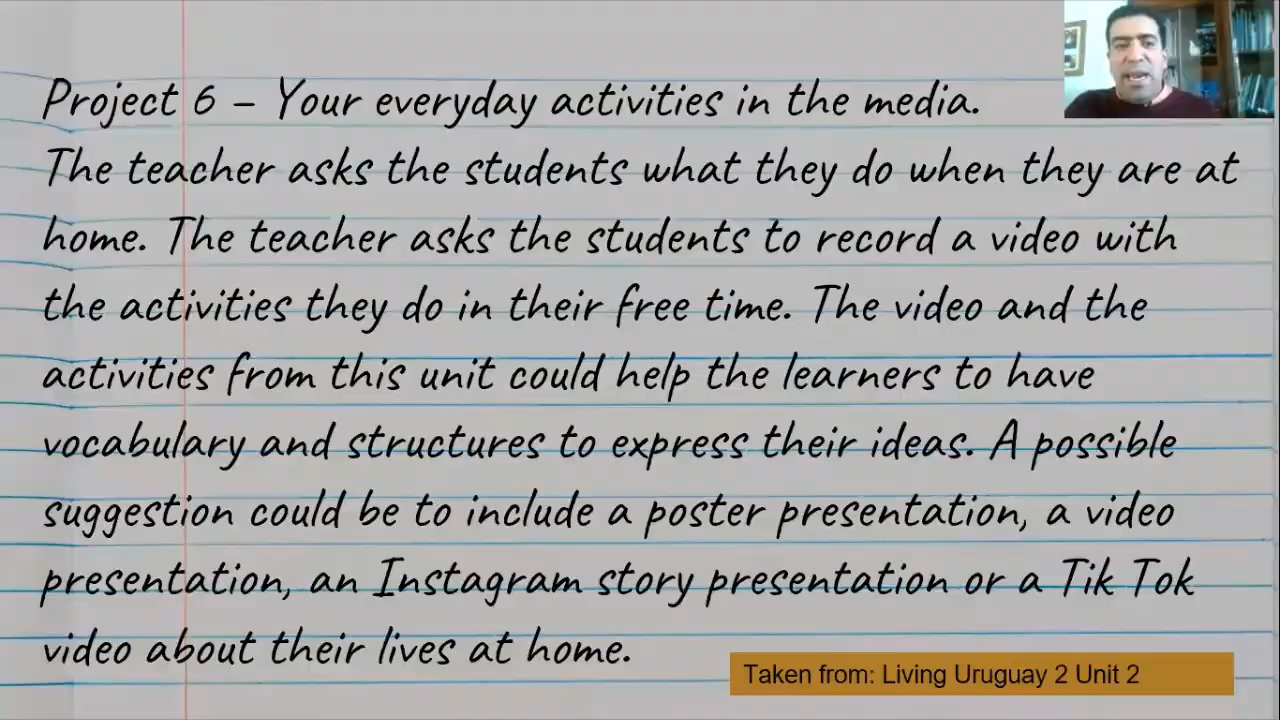 Project 6 – Your everyday activities in the media.
The teacher asks the students what they do when they are at
home. The teacher asks the students to record a video with
the activities they do in their free time. The video and the
activities from this unit could help the learners to have
vocabulary and structures to express their ideas. A possible
suggestion could be to include a poster presentation, a video
presentation, an Instagram story presentation or a Tik Tok
video about their lives at home.
Taken from: Living Uruguay 2 Unit 2